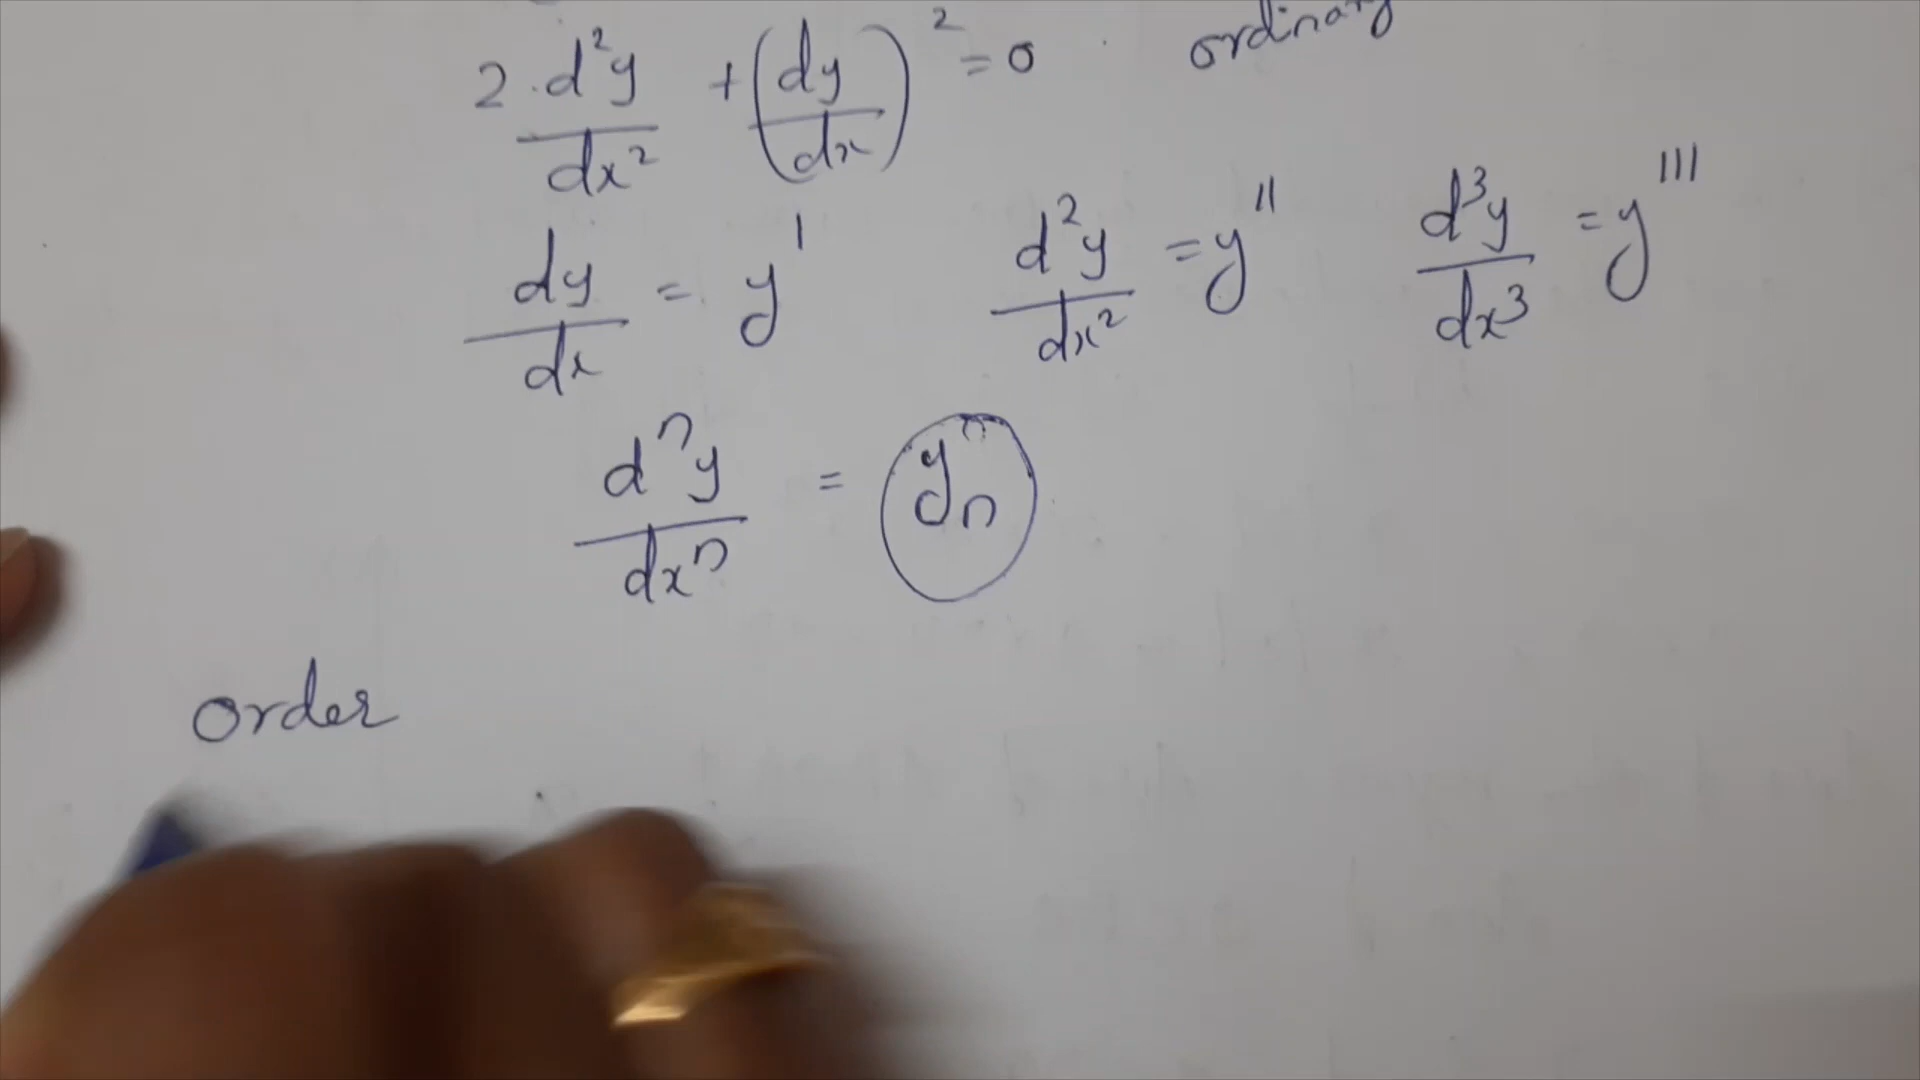 2 · d²y/dx² + (dy/dx)² = 0 ordinary
dy/dx = y' d²y/dx² = y'' d³y/dx³ = y'''
dⁿy/dxⁿ = yₙ
order